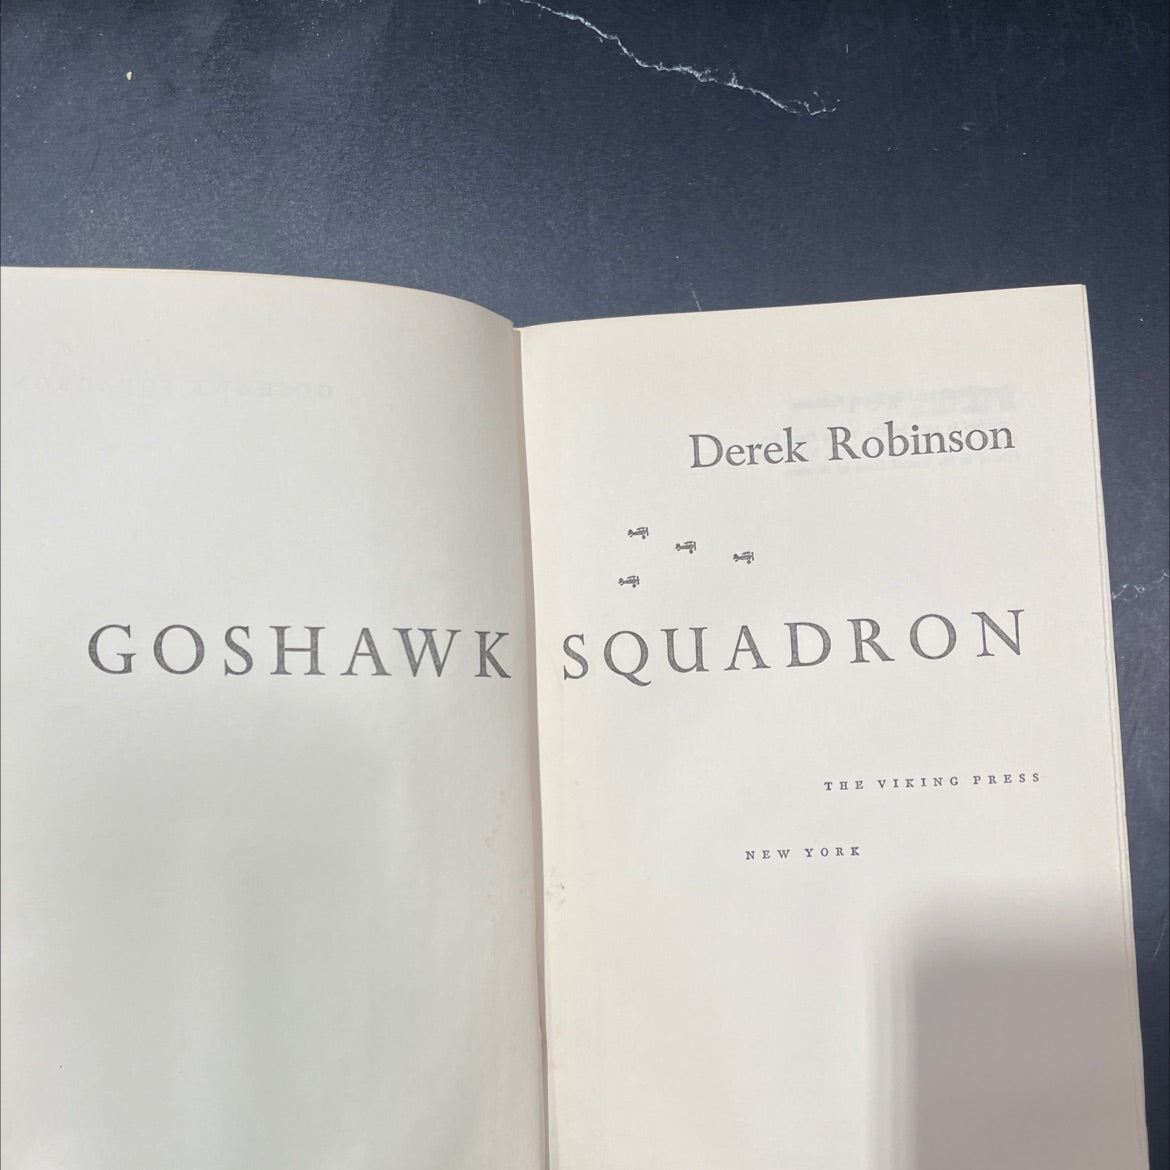 Derek Robinson
GOSHAWK SQUADRON
THE VIKING PRESS
NEW YORK